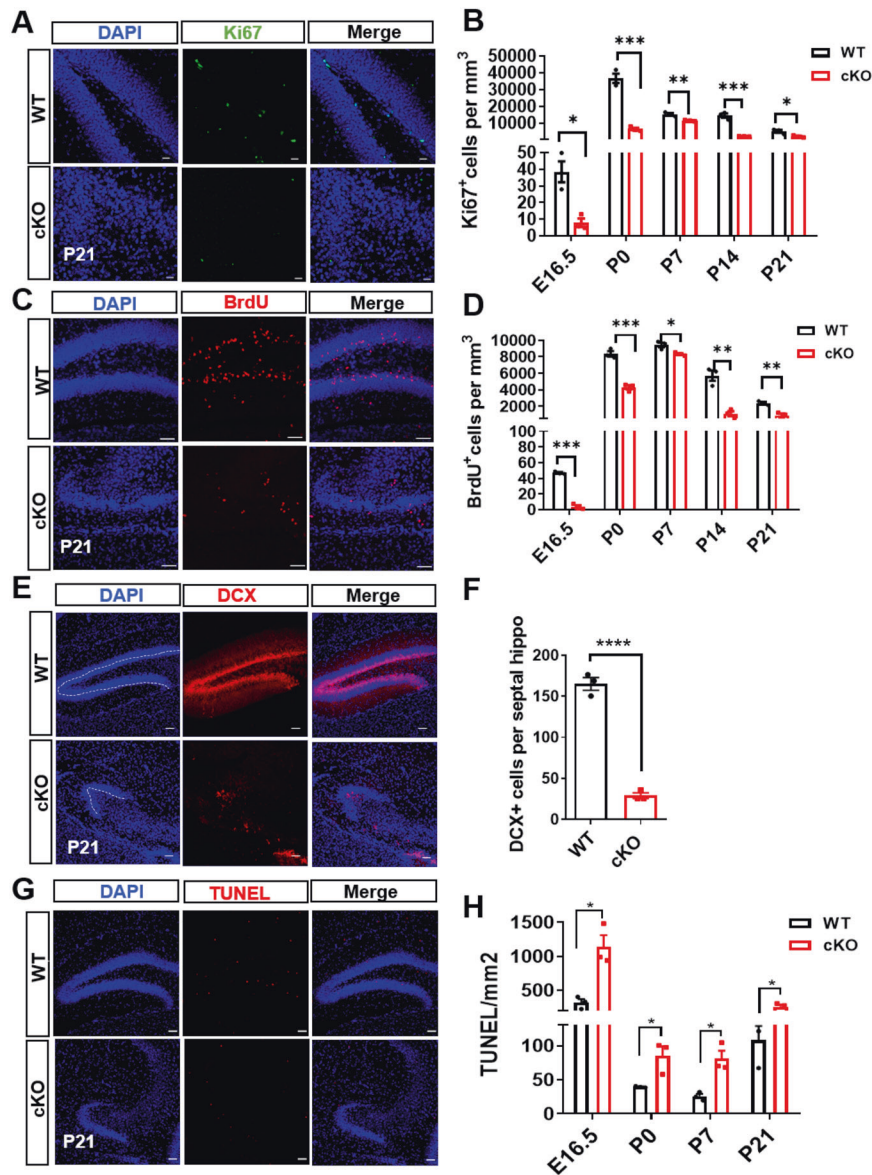 A
DAPI
Ki67
Merge
WT
cKO
P21
B
Ki67⁺cells per mm³
50000
40000
30000
20000
10000
40
30
20
10
0
*
***
**
***
*
E16.5
P0
P7
P14
P21
WT
cKO
C
DAPI
BrdU
Merge
WT
cKO
P21
D
BrdU⁺cells per mm³
10000
8000
6000
4000
2000
100
80
60
40
20
0
***
***
*
**
**
E16.5
P0
P7
P14
P21
WT
cKO
E
DAPI
DCX
Merge
WT
cKO
P21
F
DCX+ cells per septal hippo
200
150
100
50
0
****
WT
cKO
G
DAPI
TUNEL
Merge
WT
cKO
P21
H
TUNEL/mm2
1500
1000
500
100
50
0
*
*
*
*
E16.5
P0
P7
P21
WT
cKO